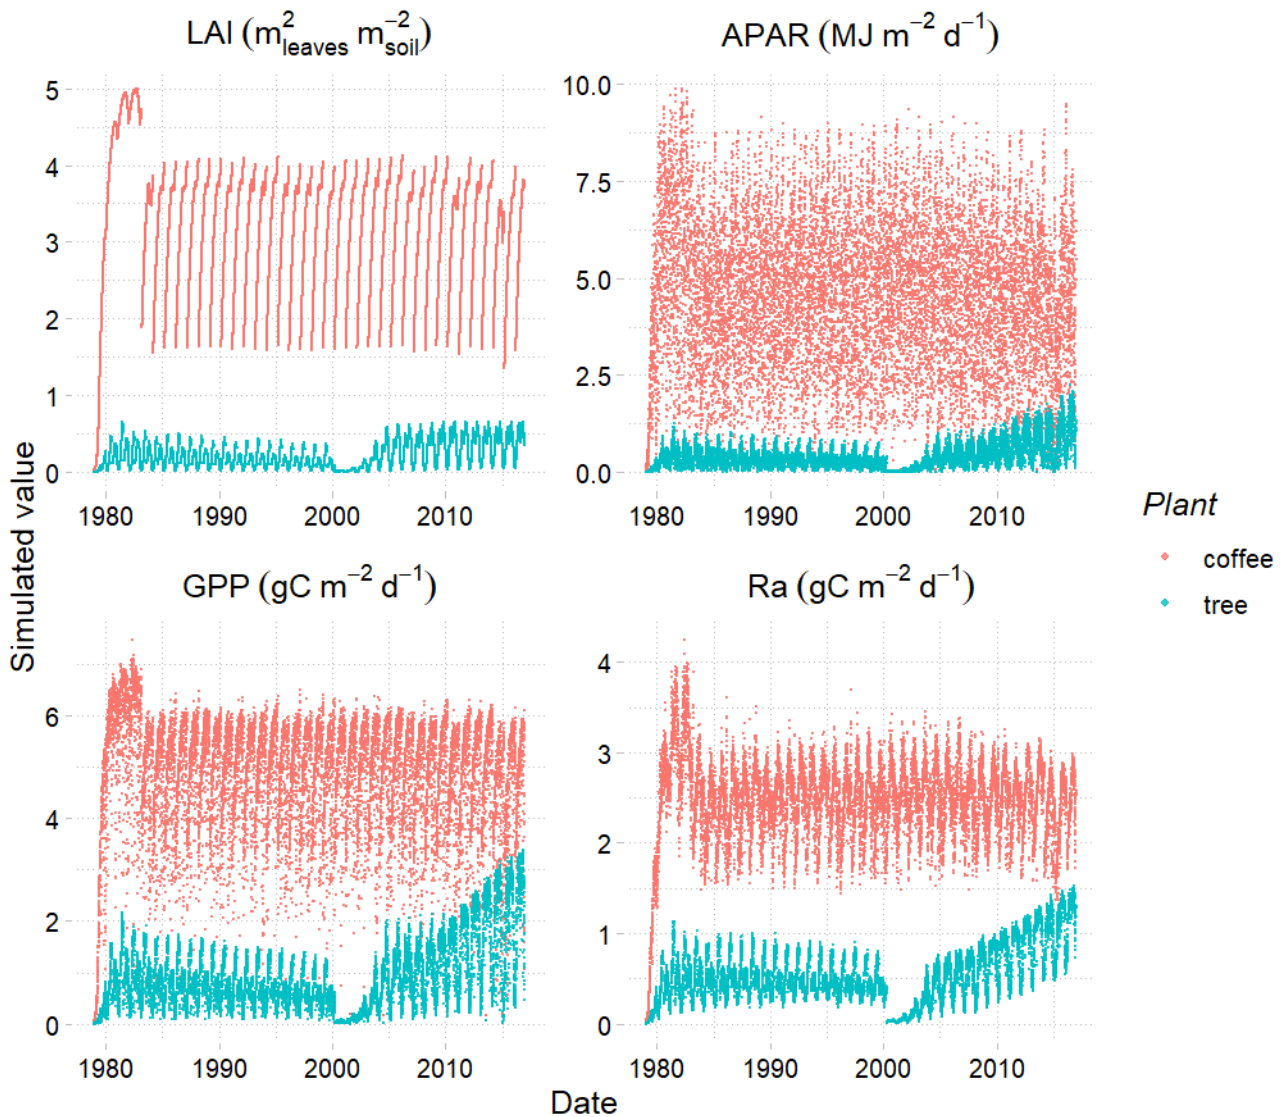 LAI (m²leaves m⁻²soil)
APAR (MJ m⁻² d⁻¹)
5
4
3
2
1
0
1980 1990 2000 2010
10.0
7.5
5.0
2.5
0.0
1980 1990 2000 2010
GPP (gC m⁻² d⁻¹)
Ra (gC m⁻² d⁻¹)
6
4
2
0
1980 1990 2000 2010
4
3
2
1
0
1980 1990 2000 2010
Simulated value
Date
Plant
coffee
tree